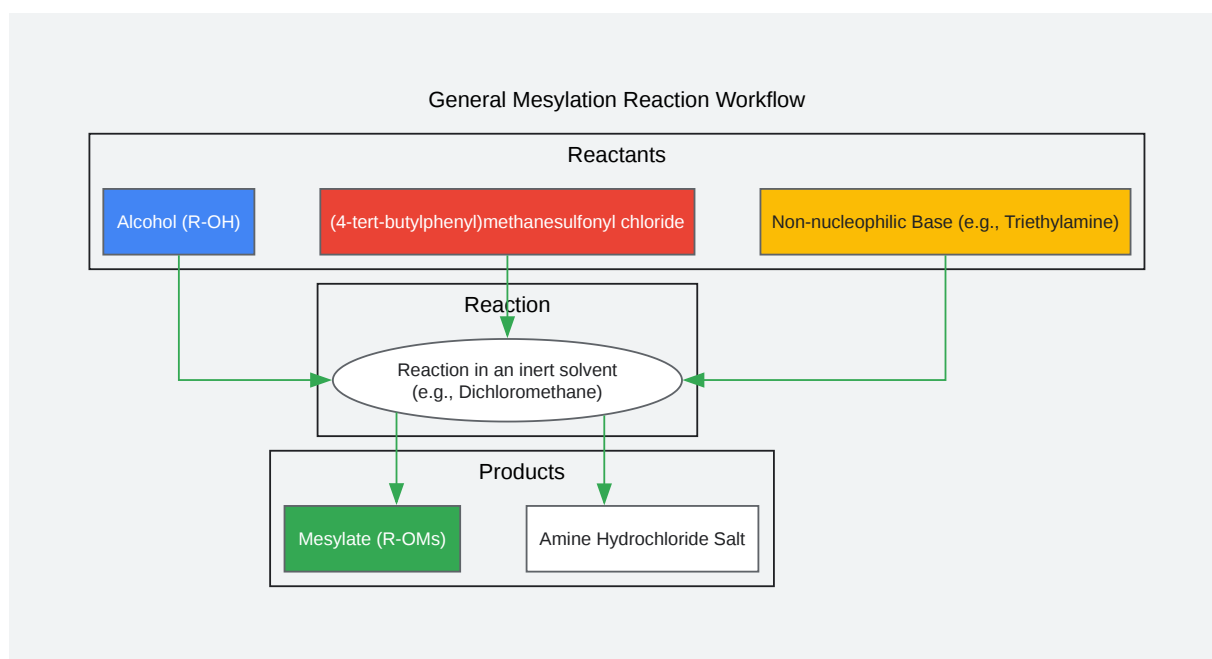 General Mesylation Reaction Workflow
Reactants
Alcohol (R-OH)
(4-tert-butylphenyl)methanesulfonyl chloride
Non-nucleophilic Base (e.g., Triethylamine)
Reaction
Reaction in an inert solvent
(e.g., Dichloromethane)
Products
Mesylate (R-OMs)
Amine Hydrochloride Salt